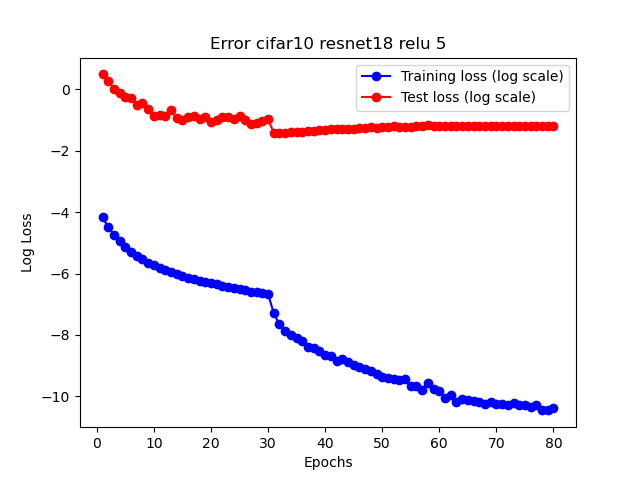 Error cifar10 resnet18 relu 5
Training loss (log scale)
Test loss (log scale)
Log Loss
0
−2
−4
−6
−8
−10
0 10 20 30 40 50 60 70 80
Epochs